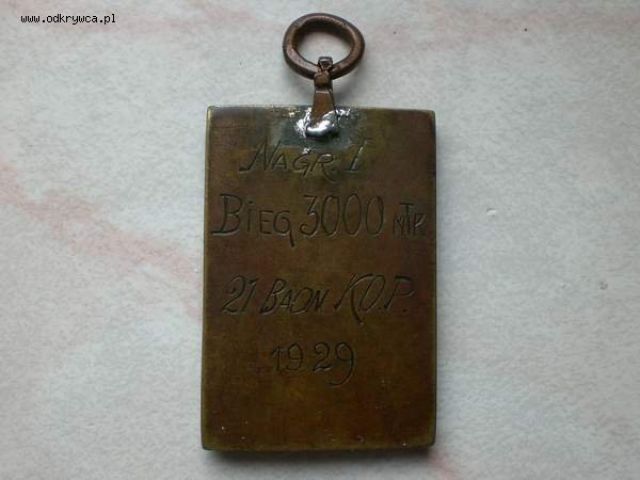 www.odkrywca.pl
NAGR. I
BIEG 3000 MTR
21 BAON K.O.P.
1929